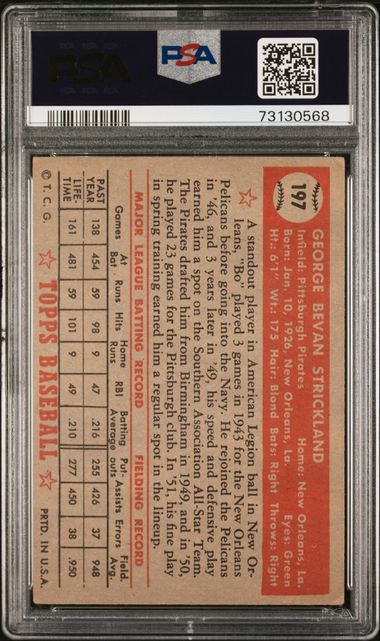 PSA
PSA
73130568
197
GEORGE BEVAN STRICKLAND
Infield: Pittsburgh Pirates Home: New Orleans, La.
Born: Jan. 10, 1926, New Orleans, La. Eyes: Green
Ht.: 6'1" Wt.: 175 Hair: Blond Bats: Right Throws: Right
A standout player in American Legion ball in New Or-
leans, "Bo" played 3 games in 1943 for the New Orleans
Pelicans before going into the Navy. He rejoined the Pelicans
in '46, and 3 years later in '49, his speed and defensive play
earned him a spot on the Southern Association All-Star Team.
The Pirates drafted him from Birmingham in 1949, and in '50,
he played 23 games for the Pittsburgh club. In '51, his fine play
in spring training earned him a regular spot in the lineup.
MAJOR LEAGUE BATTING RECORD FIELDING RECORD
Games At Bat Runs Hits Home Runs RBI Batting Average Put-outs Assists Errors Field. Avg.
PAST YEAR 138 454 59 98 9 47 .216 255 426 37 .948
LIFE-TIME 161 481 59 101 9 49 .210 277 450 38 .950
© T. C. G. TOPPS BASEBALL PRTD. IN U.S.A.